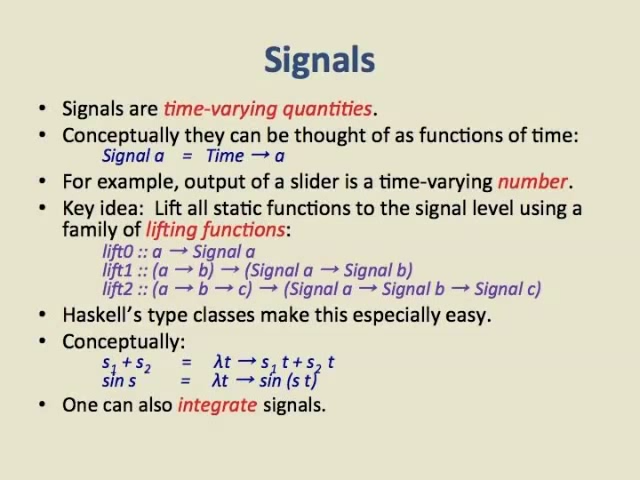 Signals
• Signals are time-varying quantities.
• Conceptually they can be thought of as functions of time:
Signal a = Time → a
• For example, output of a slider is a time-varying number.
• Key idea: Lift all static functions to the signal level using a
family of lifting functions:
lift0 :: a → Signal a
lift1 :: (a → b) → (Signal a → Signal b)
lift2 :: (a → b → c) → (Signal a → Signal b → Signal c)
• Haskell's type classes make this especially easy.
• Conceptually:
s₁ + s₂ = λt → s₁ t + s₂ t
sin s = λt → sin (s t)
• One can also integrate signals.